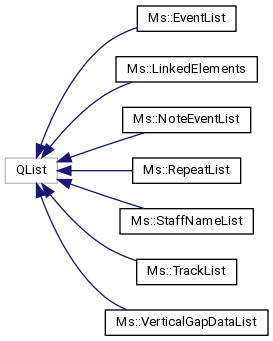 Ms::EventList
Ms::LinkedElements
Ms::NoteEventList
QList
Ms::RepeatList
Ms::StaffNameList
Ms::TrackList
Ms::VerticalGapDataList